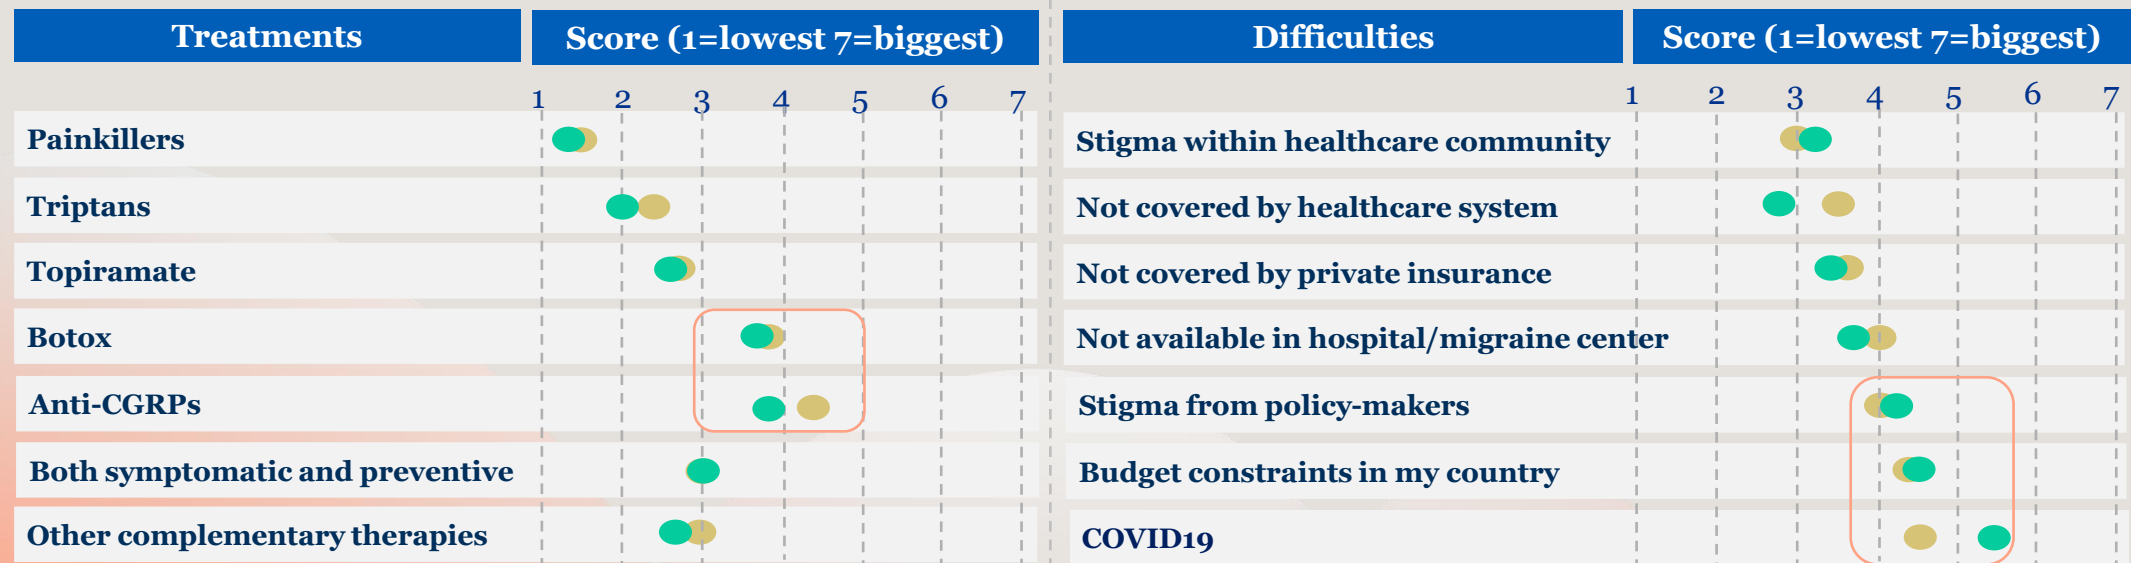 Treatments
Score (1=lowest 7=biggest)
1 2 3 4 5 6 7
Painkillers
Triptans
Topiramate
Botox
Anti-CGRPs
Both symptomatic and preventive
Other complementary therapies
Difficulties
Score (1=lowest 7=biggest)
1 2 3 4 5 6 7
Stigma within healthcare community
Not covered by healthcare system
Not covered by private insurance
Not available in hospital/migraine center
Stigma from policy-makers
Budget constraints in my country
COVID19